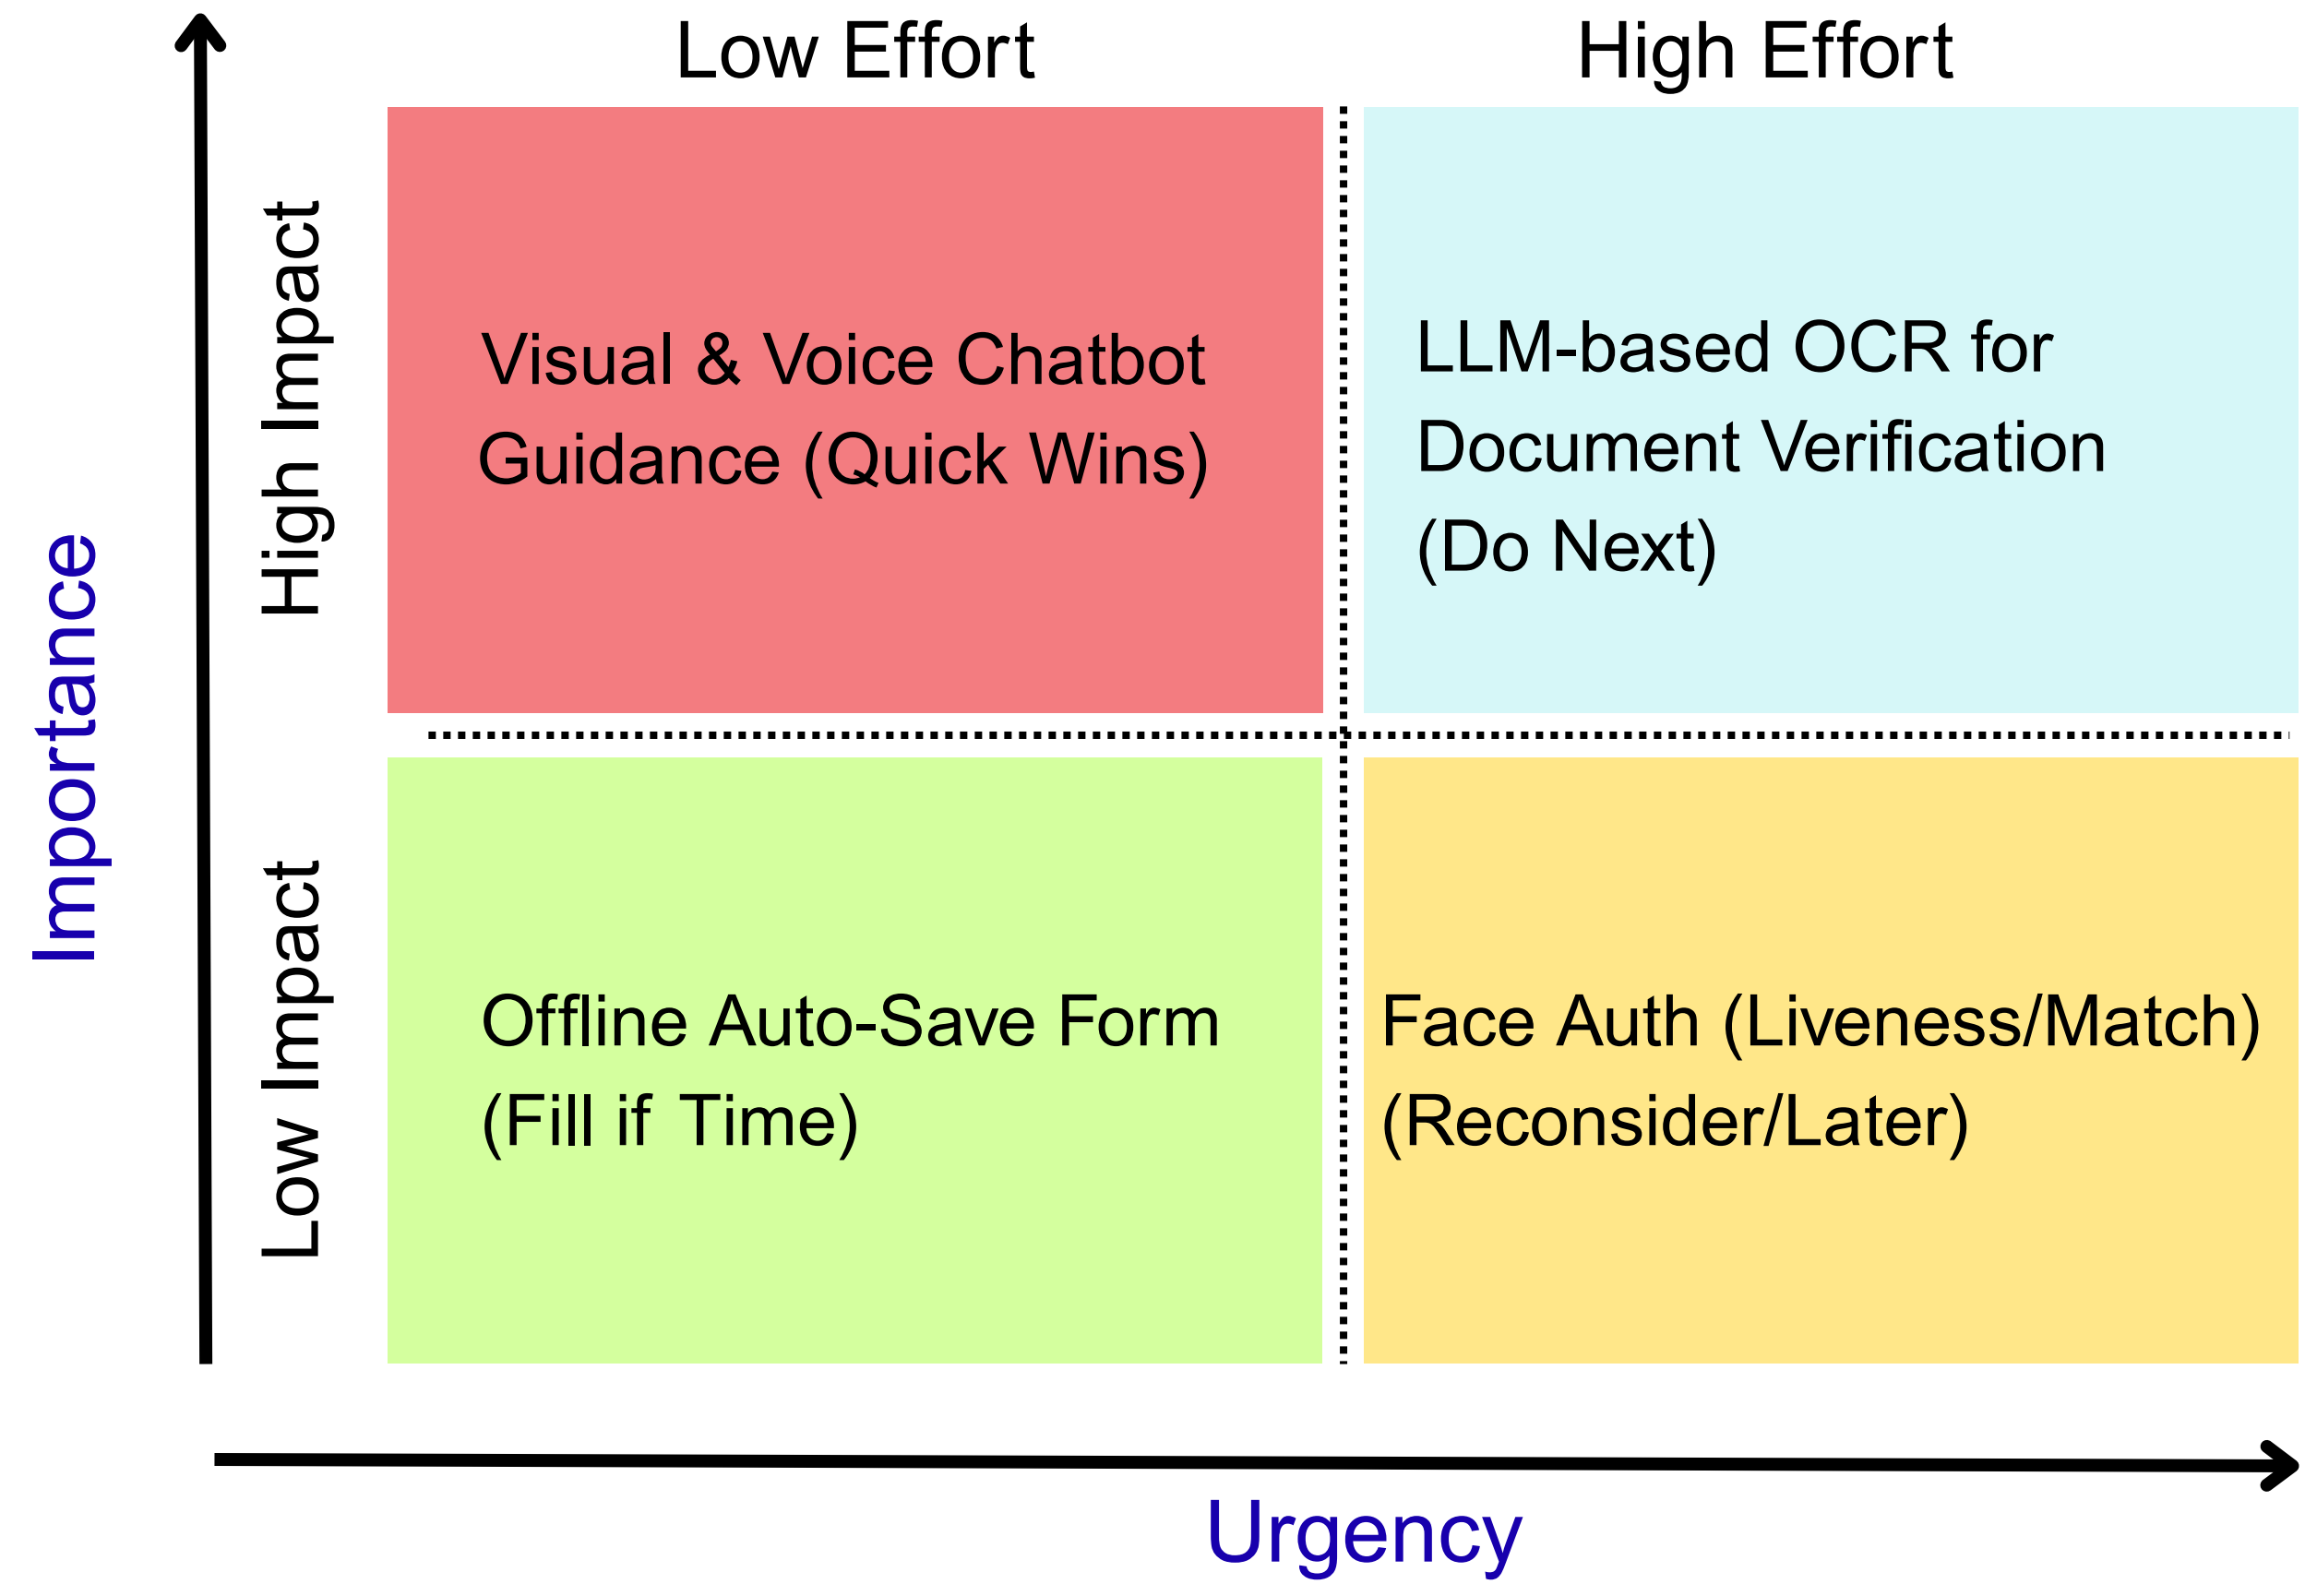 Low Effort
High Effort
Importance
High Impact
Visual & Voice Chatbot
Guidance (Quick Wins)
LLM-based OCR for
Document Verification
(Do Next)
Low Impact
Offline Auto-Save Form
(Fill if Time)
Face Auth (Liveness/Match)
(Reconsider/Later)
Urgency